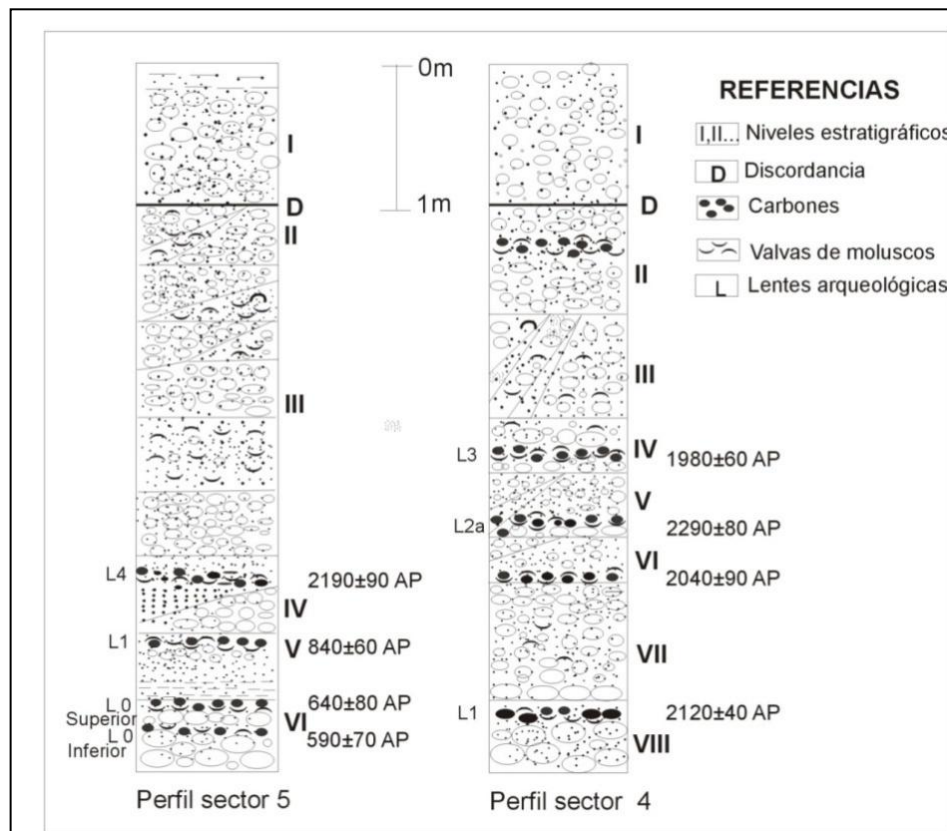 0m
1m
I
D
II
III
L4
2190±90 AP
IV
L1
V
840±60 AP
L 0
Superior
640±80 AP
VI
L 0
Inferior
590±70 AP
Perfil sector 5
I
D
II
III
L3
IV
1980±60 AP
V
L2a
2290±80 AP
VI
2040±90 AP
VII
L1
2120±40 AP
VIII
Perfil sector 4
REFERENCIAS
I,II... Niveles estratigráficos
D Discordancia
Carbones
Valvas de moluscos
L Lentes arqueológicas